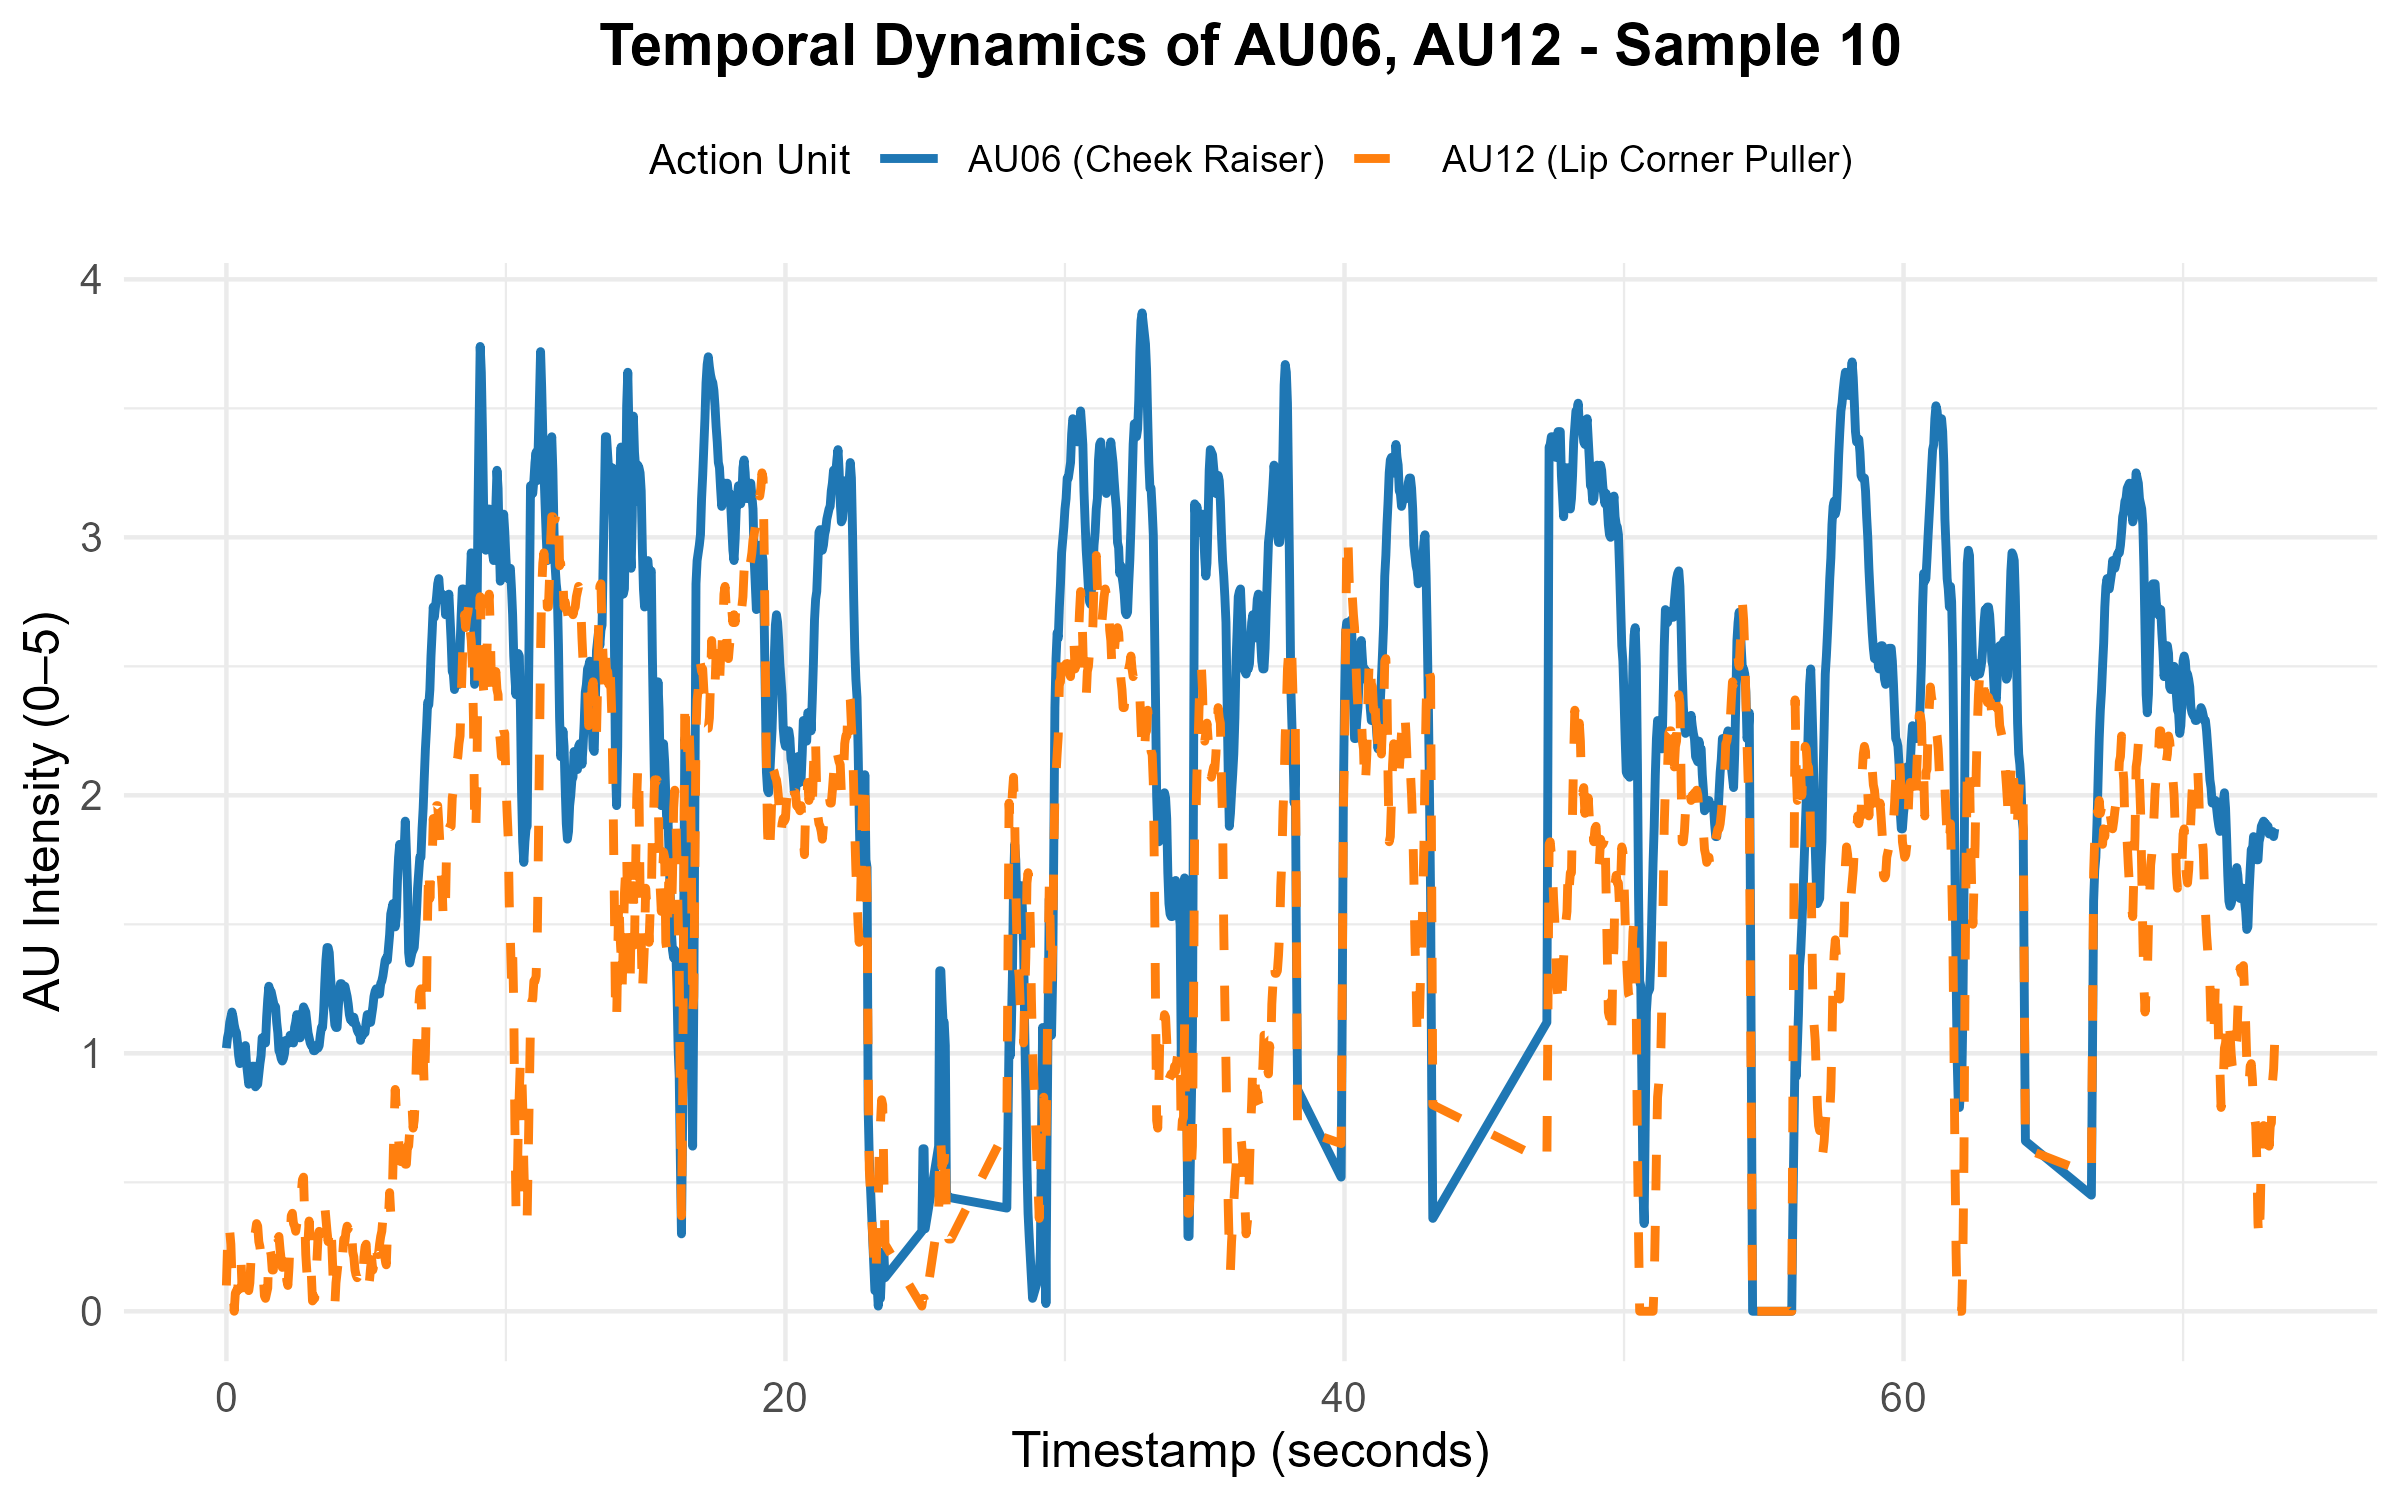 Temporal Dynamics of AU06, AU12 - Sample 10
Action Unit AU06 (Cheek Raiser) AU12 (Lip Corner Puller)
4
3
2
1
0
AU Intensity (0–5)
0 20 40 60
Timestamp (seconds)